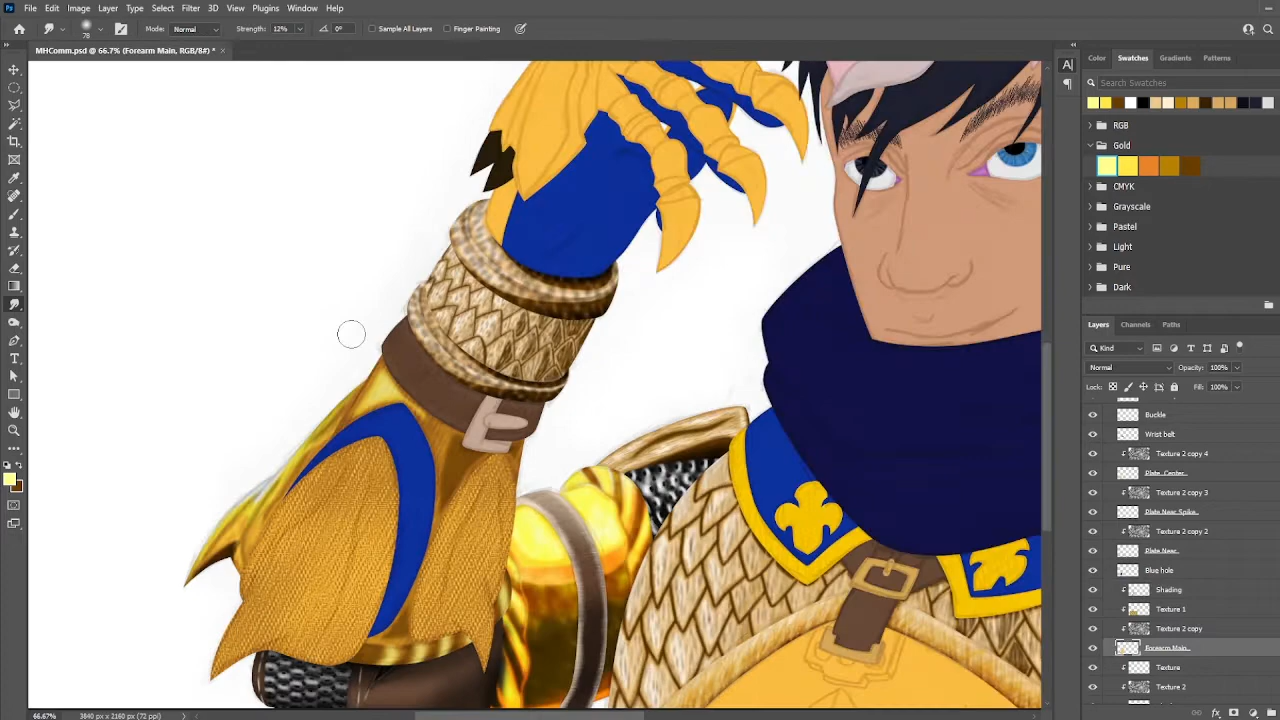 File Edit Image Layer Type Select Filter 3D View Plugins Window Help
78 Mode: Normal Strength: 12% 0° Sample All Layers Finger Painting
MHComm.psd @ 66.7% (Forearm Main, RGB/8#) * ×
Color Swatches Gradients Patterns
Search Swatches
RGB
Gold
CMYK
Grayscale
Pastel
Light
Pure
Dark
Layers Channels Paths
Kind
Normal Opacity: 100%
Lock: Fill: 100%
Buckle
Wrist belt
Texture 2 copy 4
Plate Center
Texture 2 copy 3
Plate Near Spike
Texture 2 copy 2
Plate Near
Blue hole
Shading
Texture 1
Texture 2 copy
Forearm Main
Texture
Texture 2
66.67% 3840 px x 2160 px (72 ppi)